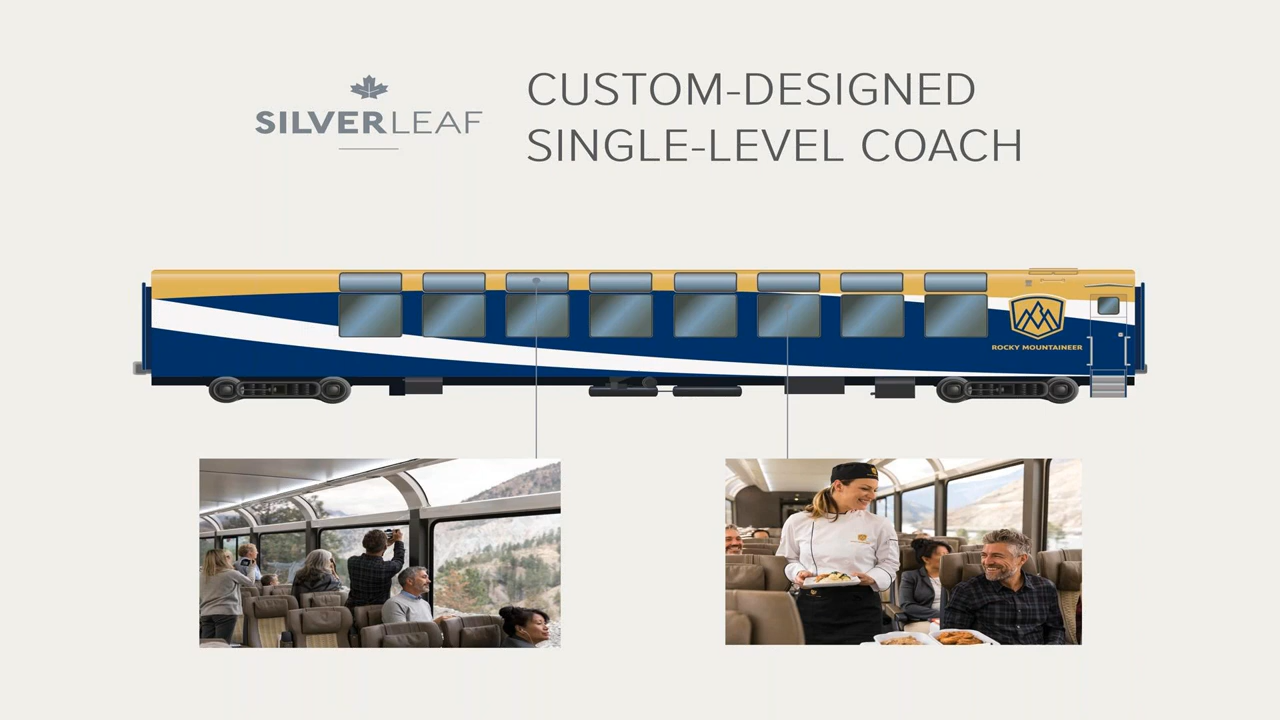 SILVERLEAF
CUSTOM-DESIGNED
SINGLE-LEVEL COACH
ROCKY MOUNTAINEER